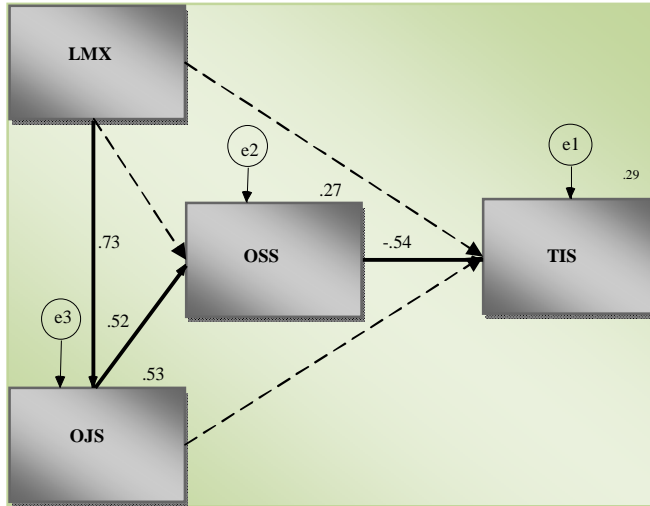 LMX
e2
e1
.27
.29
.73
OSS
-.54
TIS
e3
.52
.53
OJS